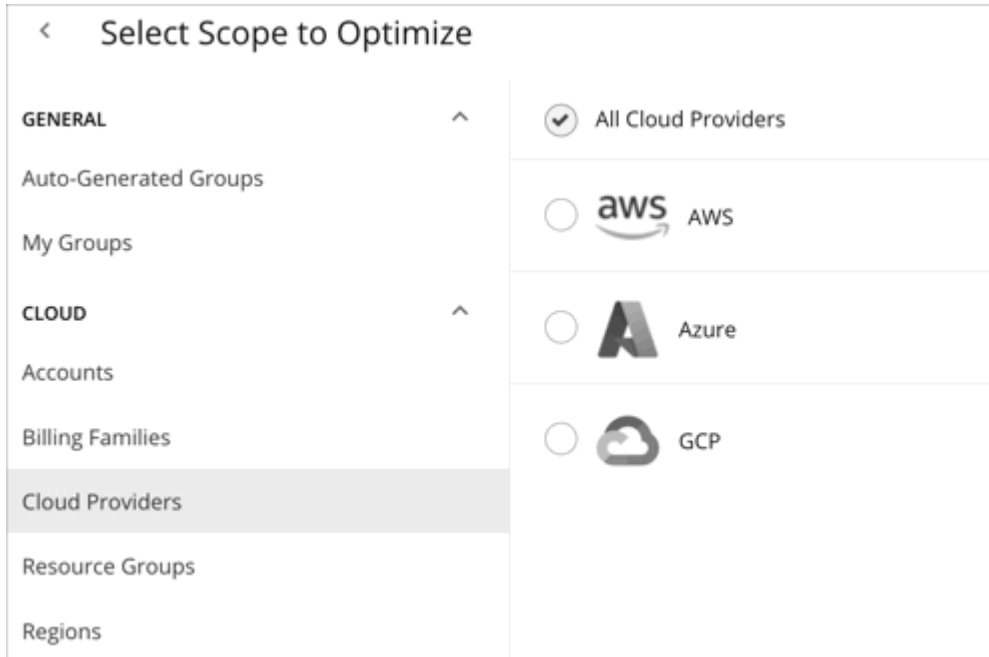 Select Scope to Optimize
GENERAL
Auto-Generated Groups
My Groups
CLOUD
Accounts
Billing Families
Cloud Providers
Resource Groups
Regions
All Cloud Providers
aws AWS
Azure
GCP